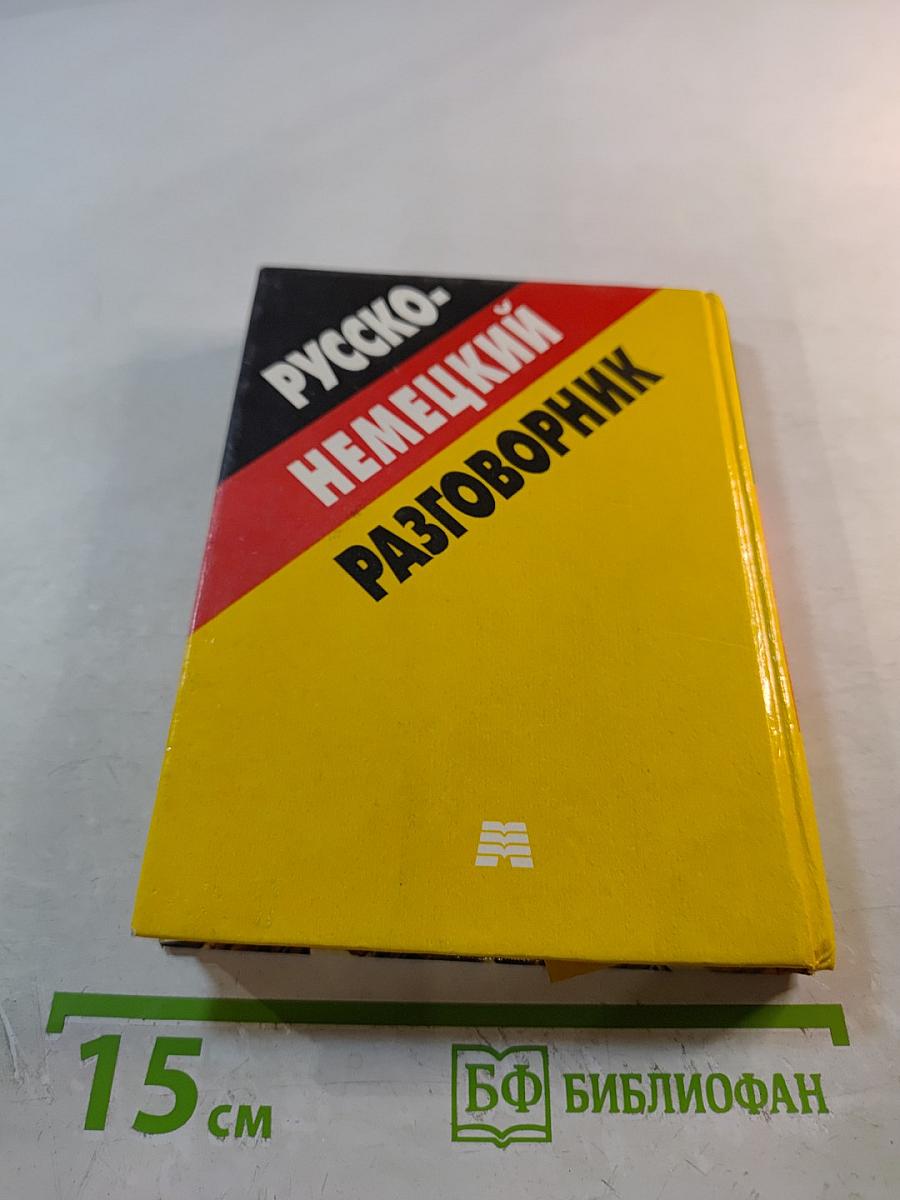 РУССКО-
НЕМЕЦКИЙ
РАЗГОВОРНИК
15 см
БФ БИБЛИОФАН